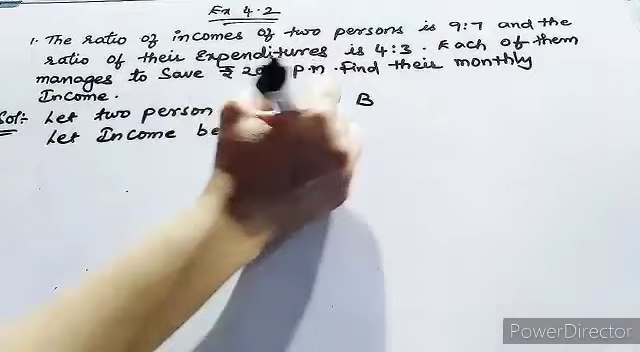 Ex 4.2
1. The ratio of incomes of two persons is 9:7 and the
ratio of their Expenditures is 4:3. Each of them
manages to save ₹ 20 p.m. Find their monthly
Income.
Sol:- Let two person B
Let Income be
PowerDirector